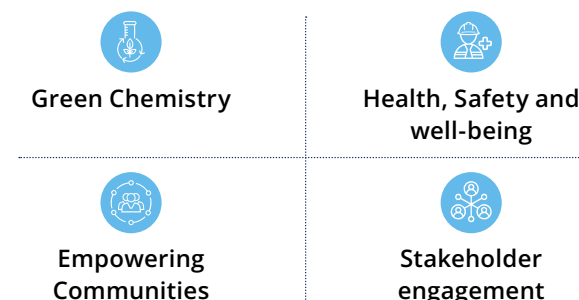 Green Chemistry
Health, Safety and
well-being
Empowering
Communities
Stakeholder
engagement